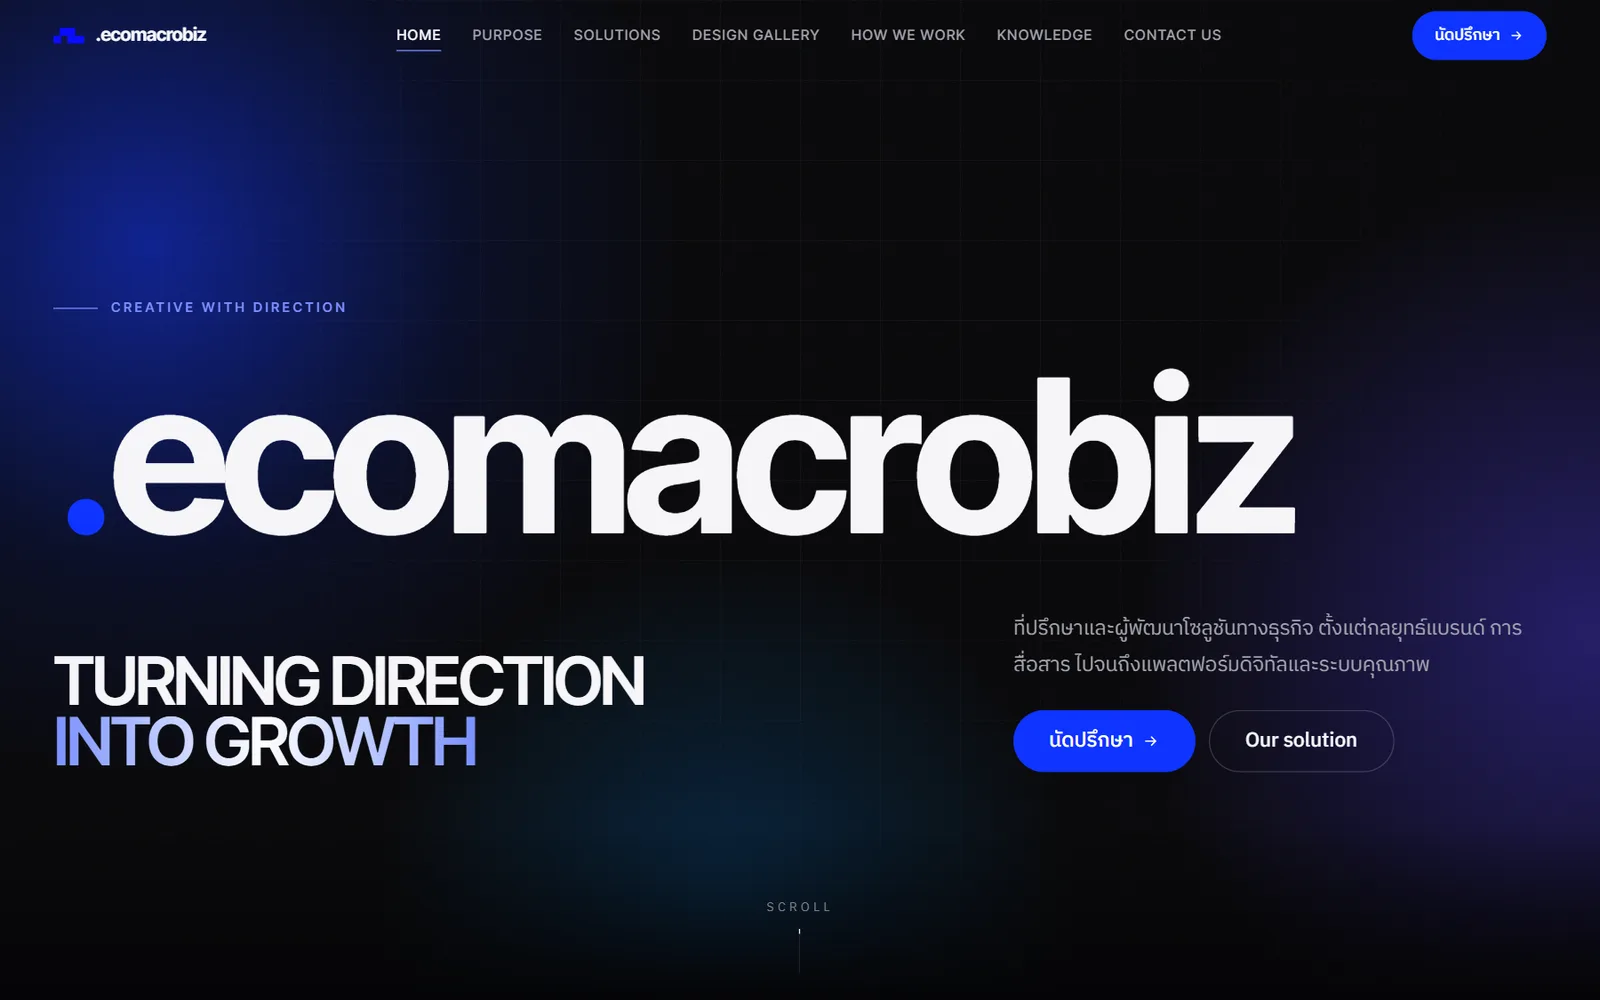 .ecomacrobiz
HOME PURPOSE SOLUTIONS DESIGN GALLERY HOW WE WORK KNOWLEDGE CONTACT US
นัดปรึกษา →
CREATIVE WITH DIRECTION
.ecomacrobiz
TURNING DIRECTION
INTO GROWTH
ที่ปรึกษาและผู้พัฒนาโซลูชันทางธุรกิจ ตั้งแต่กลยุทธ์แบรนด์ การ
สื่อสาร ไปจนถึงแพลตฟอร์มดิจิทัลและระบบคุณภาพ
นัดปรึกษา →
Our solution
SCROLL